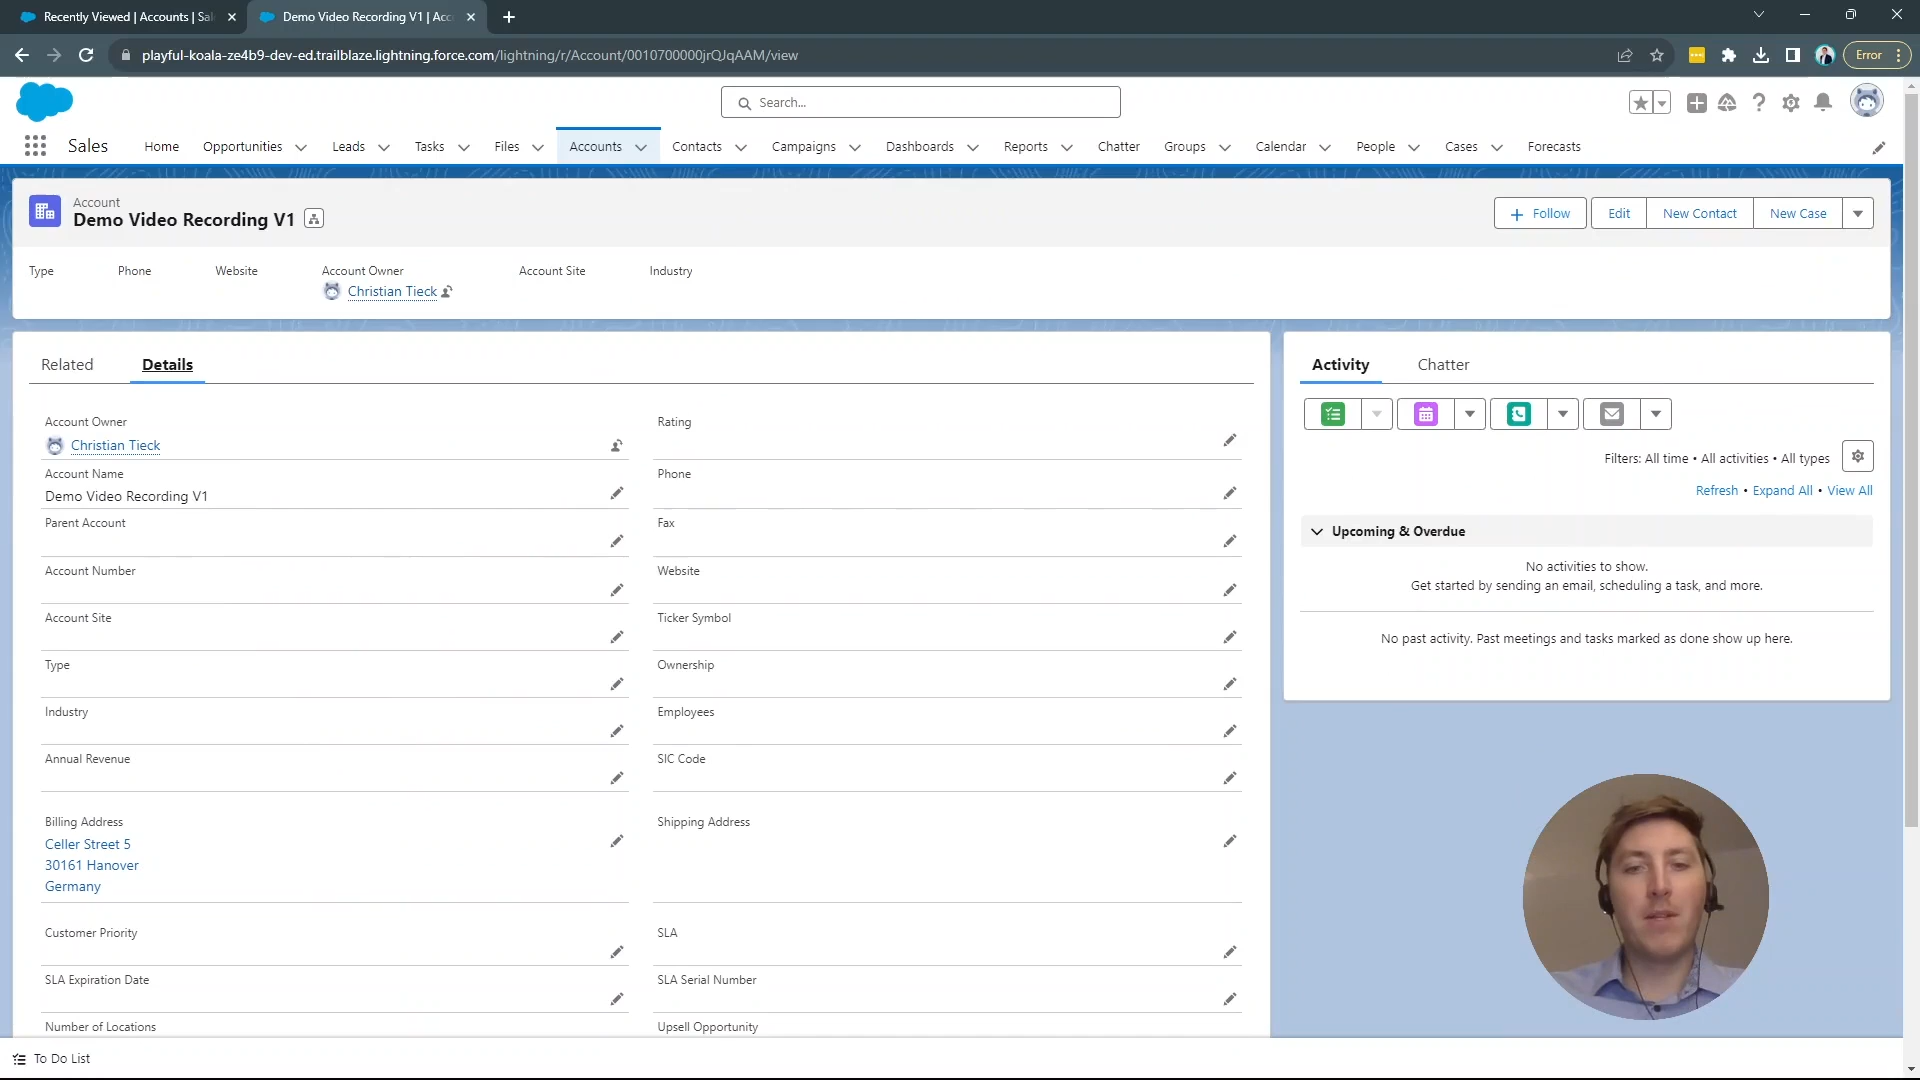 Recently Viewed | Accounts | Sal
Demo Video Recording V1 | Acc
playful-koala-ze4b9-dev-ed.trailblaze.lightning.force.com/lightning/r/Account/0010700000jrQJqAAM/view
Error
Search...
Sales
Home
Opportunities
Leads
Tasks
Files
Accounts
Contacts
Campaigns
Dashboards
Reports
Chatter
Groups
Calendar
People
Cases
Forecasts
Account
Demo Video Recording V1
Follow
Edit
New Contact
New Case
Type
Phone
Website
Account Owner
Account Site
Industry
Christian Tieck
Related
Details
Account Owner
Christian Tieck
Rating
Account Name
Demo Video Recording V1
Phone
Parent Account
Fax
Account Number
Website
Account Site
Ticker Symbol
Type
Ownership
Industry
Employees
Annual Revenue
SIC Code
Billing Address
Celler Street 5
30161 Hanover
Germany
Shipping Address
Customer Priority
SLA
SLA Expiration Date
SLA Serial Number
Number of Locations
Upsell Opportunity
Activity
Chatter
Filters: All time • All activities • All types
Refresh • Expand All • View All
Upcoming & Overdue
No activities to show.
Get started by sending an email, scheduling a task, and more.
No past activity. Past meetings and tasks marked as done show up here.
To Do List